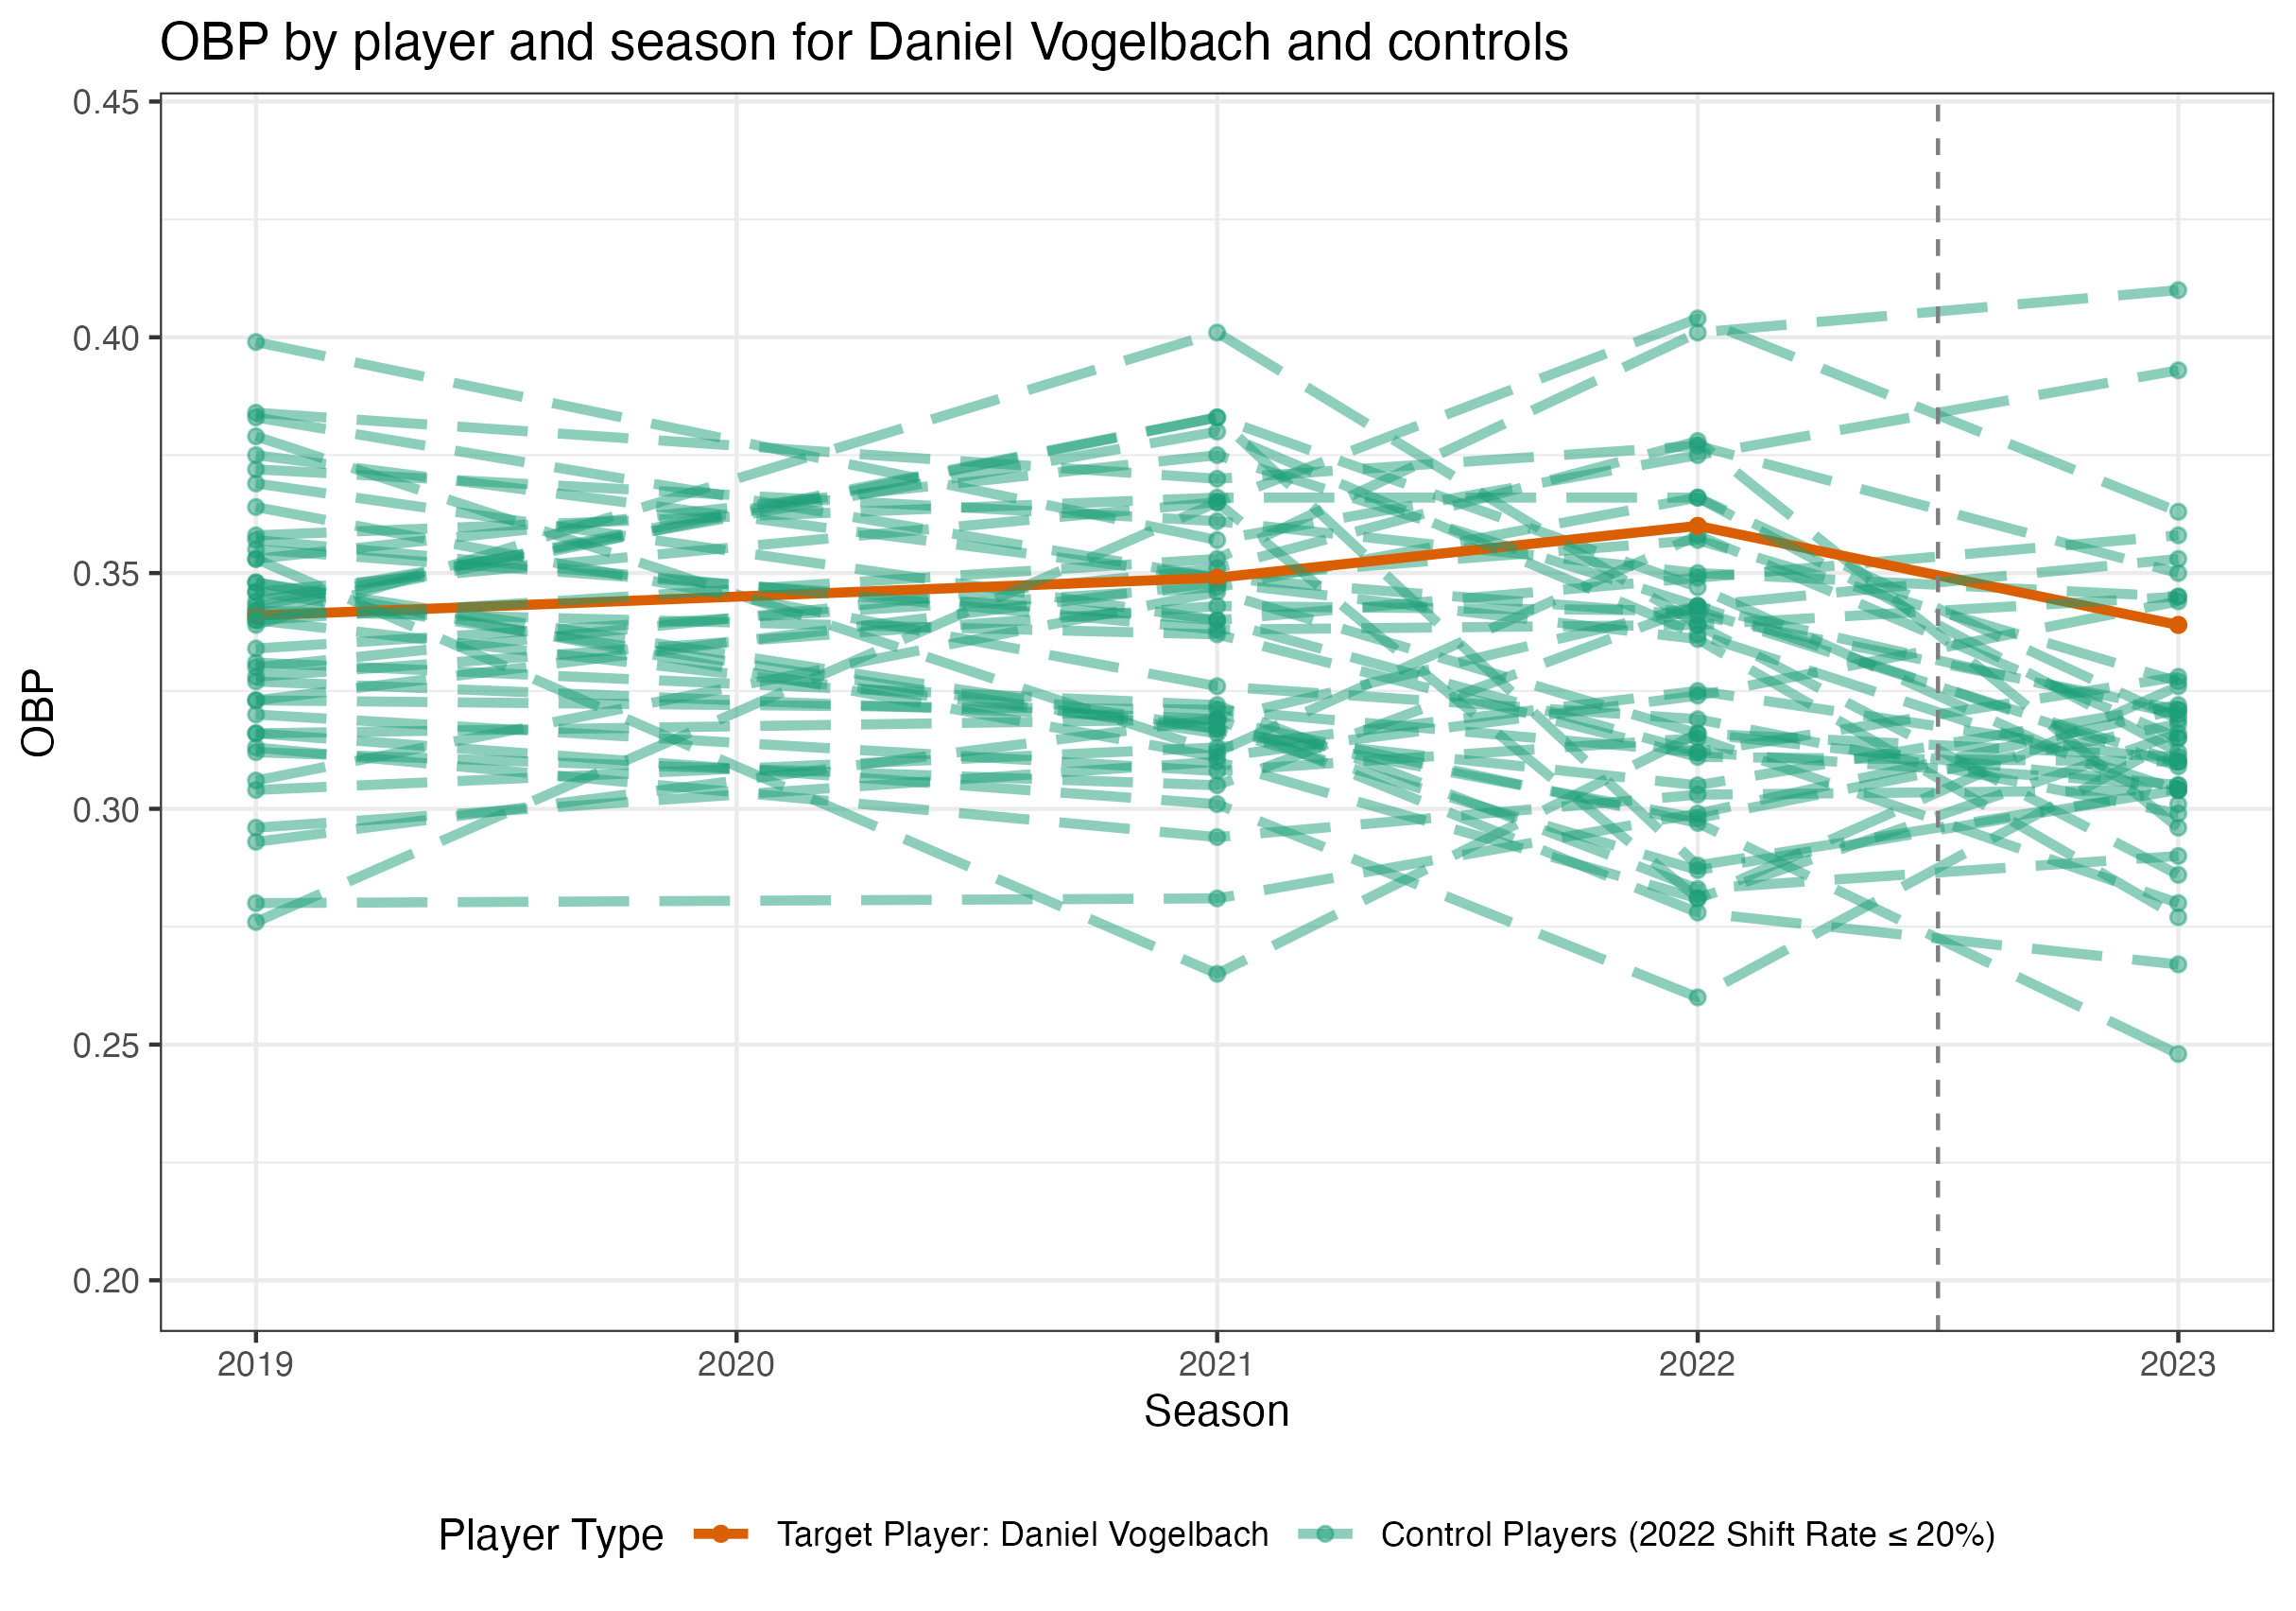 OBP by player and season for Daniel Vogelbach and controls
0.45
0.40
0.35
0.30
0.25
0.20
OBP
2019 2020 2021 2022 2023
Season
Player Type Target Player: Daniel Vogelbach Control Players (2022 Shift Rate ≤ 20%)